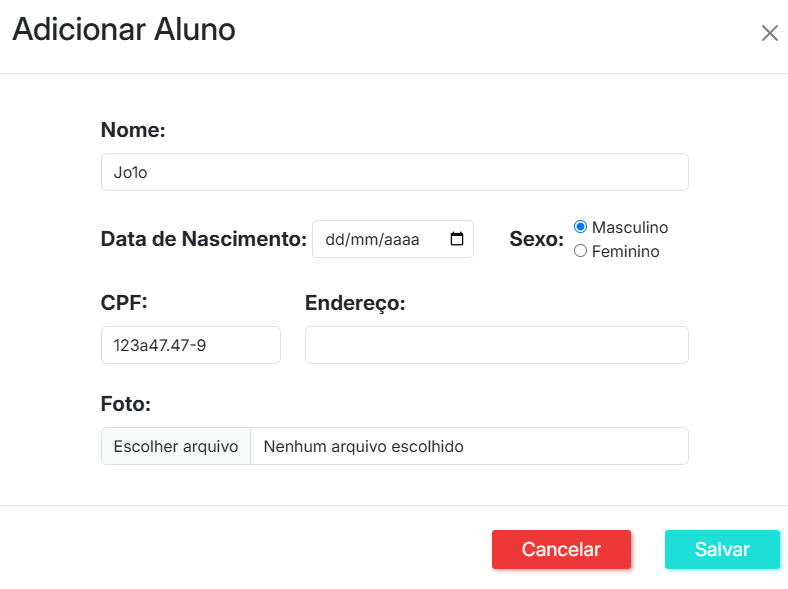 Adicionar Aluno
Nome:
Jo1o
Data de Nascimento: dd/mm/aaaa Sexo: Masculino
Feminino
CPF: Endereço:
123a47.47-9
Foto:
Escolher arquivo Nenhum arquivo escolhido
Cancelar Salvar